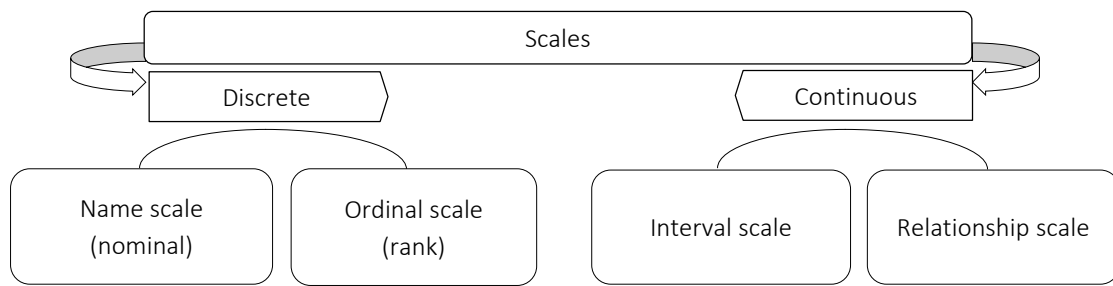 Scales
Discrete
Continuous
Name scale
(nominal)
Ordinal scale
(rank)
Interval scale
Relationship scale